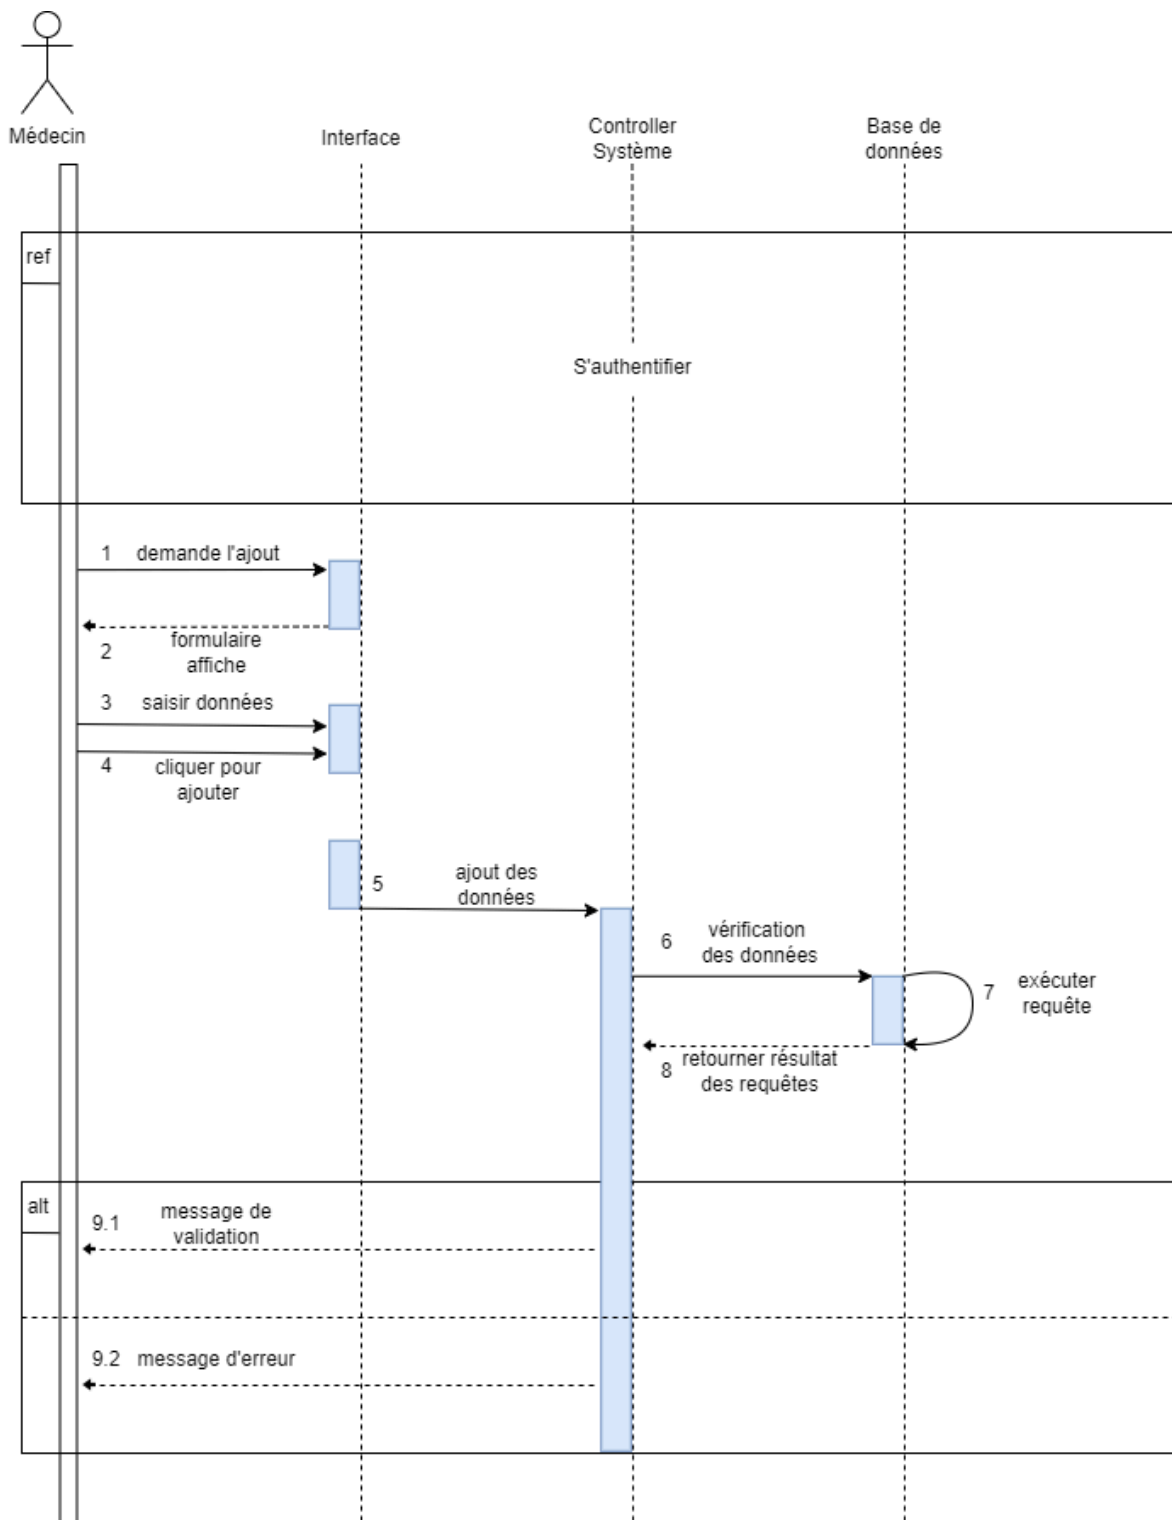 Médecin
Interface
Controller
Système
Base de
données
ref
S'authentifier
1 demande l'ajout
formulaire
2 affiche
3 saisir données
4 cliquer pour
ajouter
5 ajout des
données
6 vérification
des données
7 exécuter
requête
8 retourner résultat
des requêtes
alt
9.1 message de
validation
9.2 message d'erreur